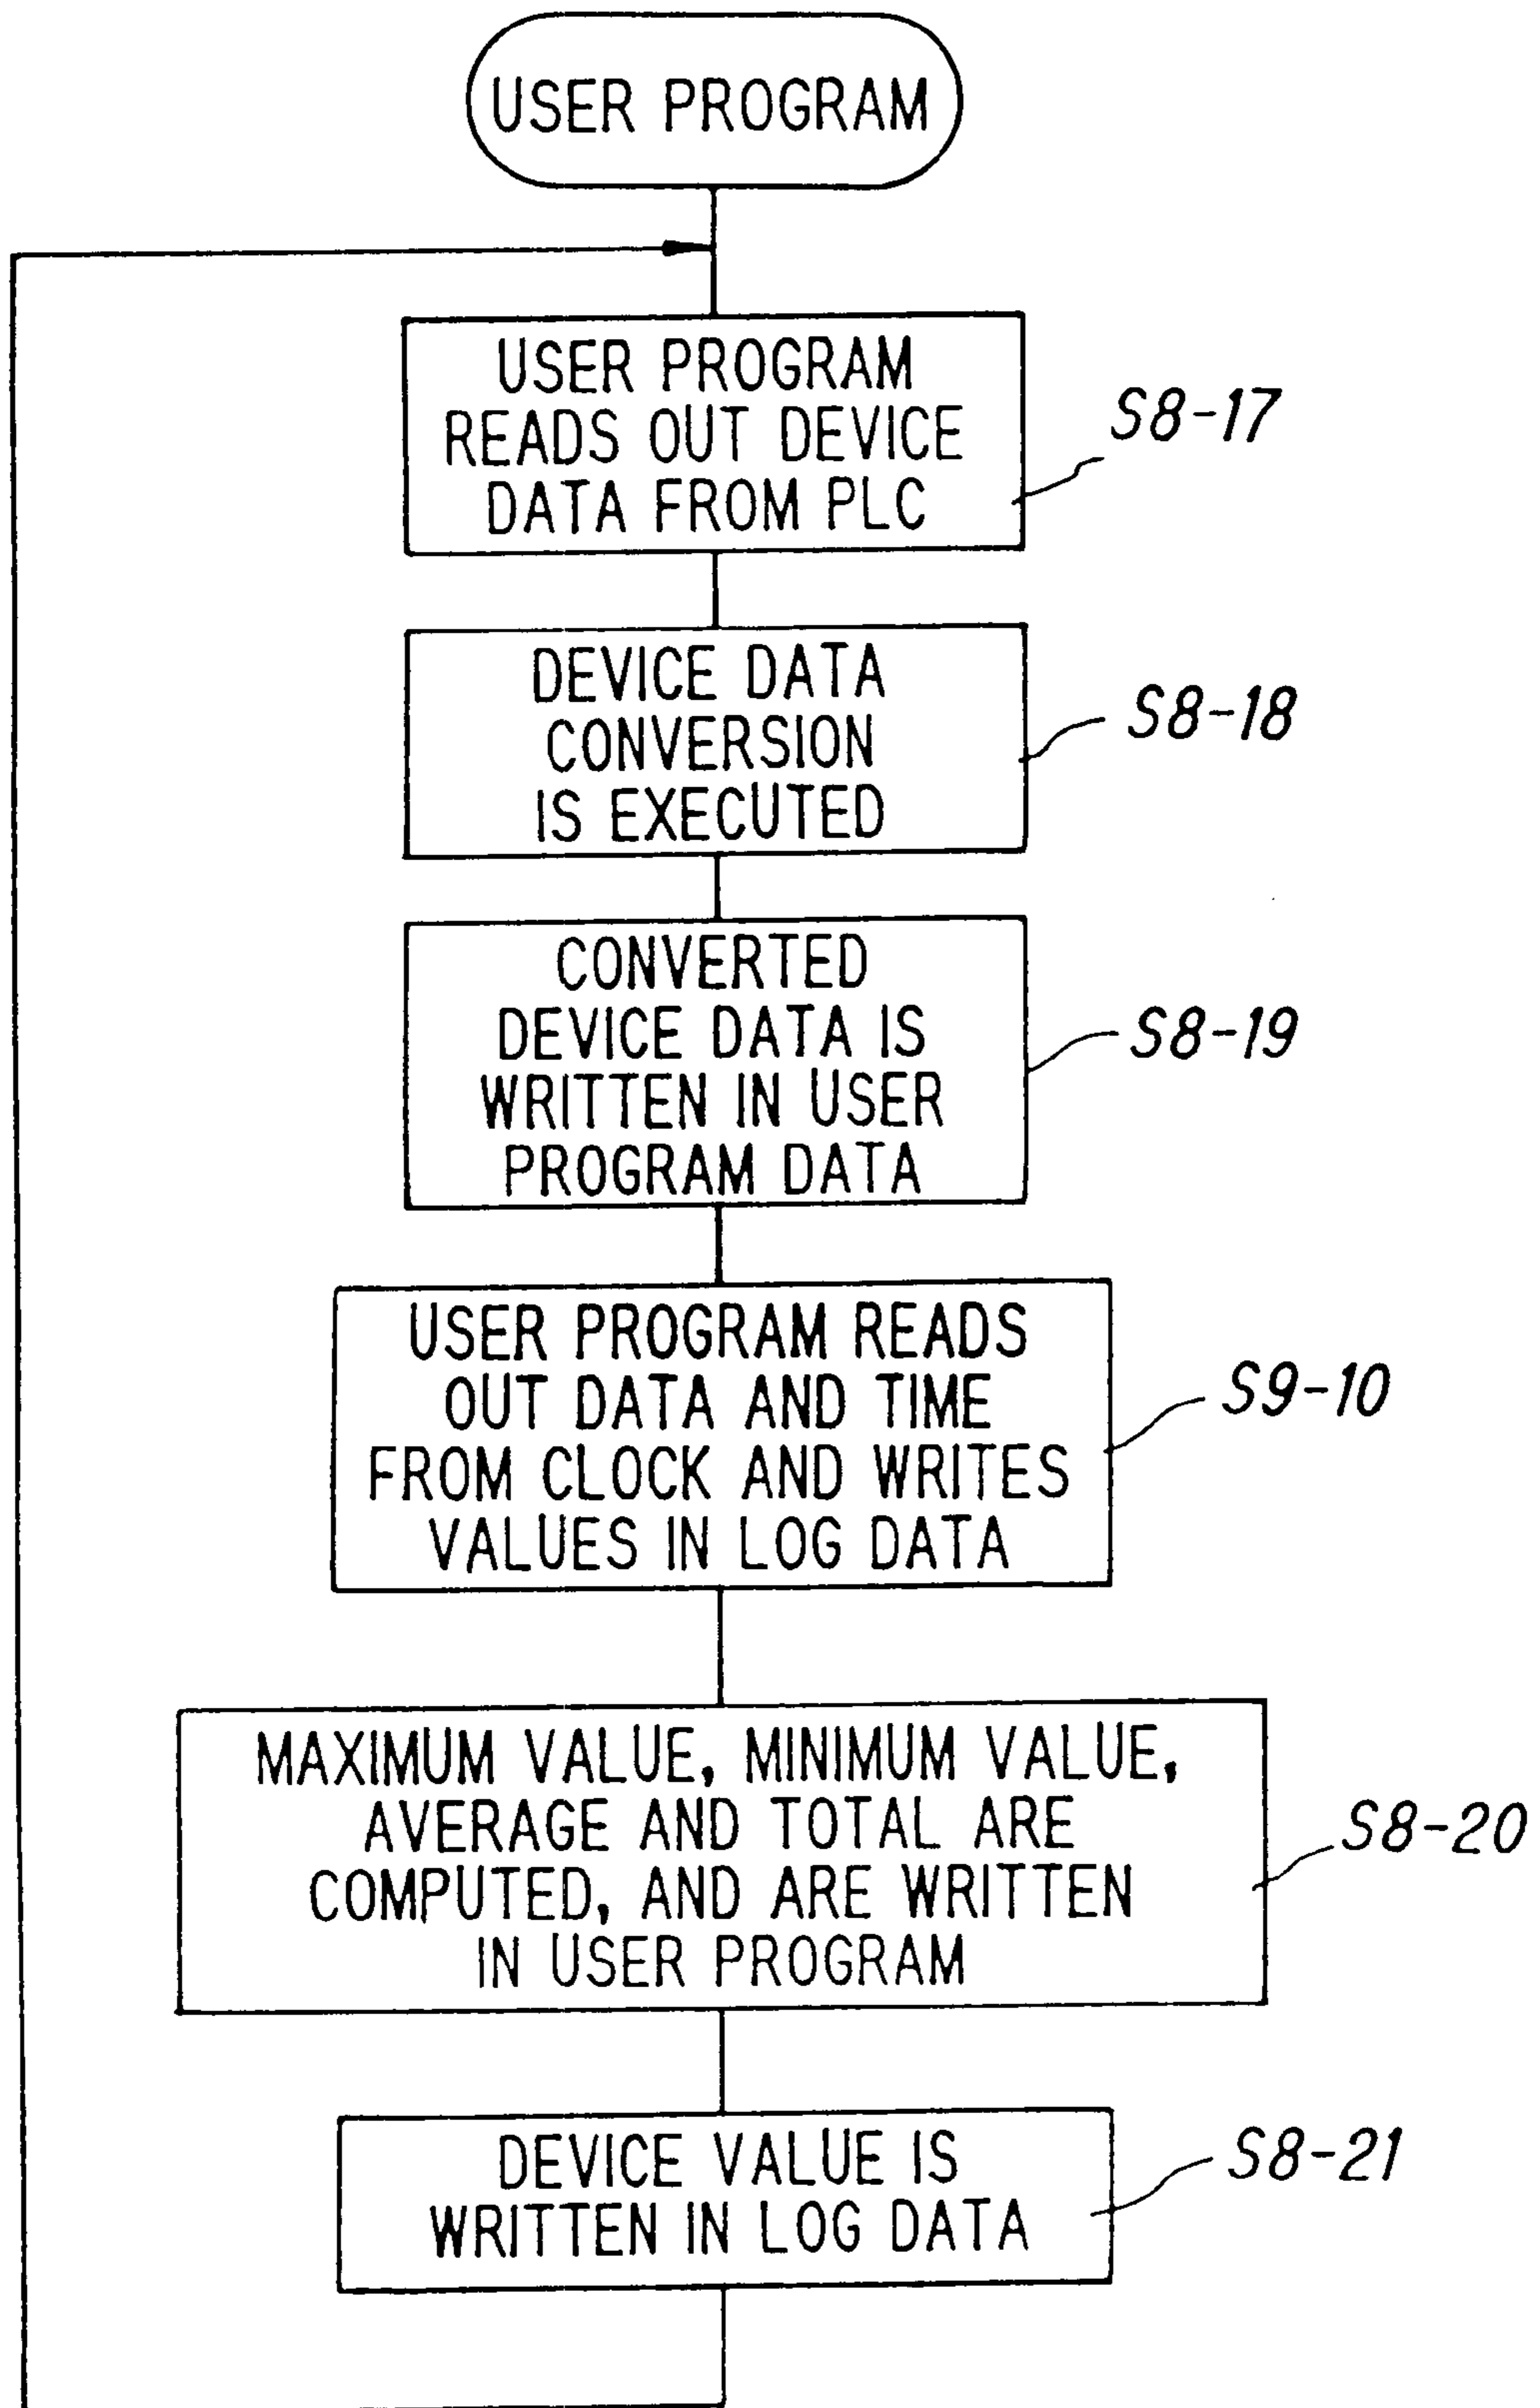 USER PROGRAM
USER PROGRAM
READS OUT DEVICE
DATA FROM PLC
S8-17
DEVICE DATA
CONVERSION
IS EXECUTED
S8-18
CONVERTED
DEVICE DATA IS
WRITTEN IN USER
PROGRAM DATA
S8-19
USER PROGRAM READS
OUT DATA AND TIME
FROM CLOCK AND WRITES
VALUES IN LOG DATA
S9-10
MAXIMUM VALUE, MINIMUM VALUE,
AVERAGE AND TOTAL ARE
COMPUTED, AND ARE WRITTEN
IN USER PROGRAM
S8-20
DEVICE VALUE IS
WRITTEN IN LOG DATA
S8-21